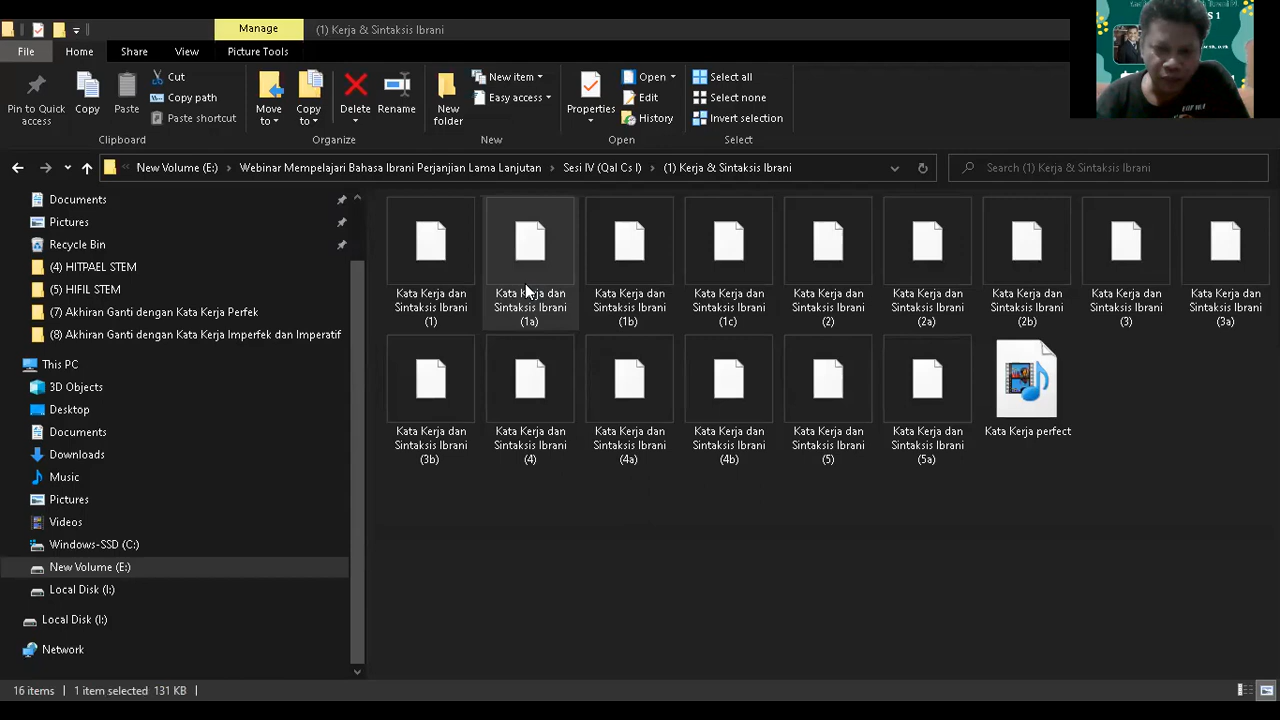 Manage
(1) Kerja & Sintaksis Ibrani
File
Home
Share
View
Picture Tools
Pin to Quick access
Copy
Paste
Cut
Copy path
Paste shortcut
Clipboard
Move to
Copy to
Delete
Rename
Organize
New folder
New item
Easy access
New
Properties
Open
Edit
History
Open
Select all
Select none
Invert selection
Select
New Volume (E:)
Webinar Mempelajari Bahasa Ibrani Perjanjian Lama Lanjutan
Sesi IV (Qal Cs I)
(1) Kerja & Sintaksis Ibrani
Search (1) Kerja & Sintaksis Ibrani
Documents
Pictures
Recycle Bin
(4) HITPAEL STEM
(5) HIFIL STEM
(7) Akhiran Ganti dengan Kata Kerja Perfek
(8) Akhiran Ganti dengan Kata Kerja Imperfek dan Imperatif
This PC
3D Objects
Desktop
Documents
Downloads
Music
Pictures
Videos
Windows-SSD (C:)
New Volume (E:)
Local Disk (I:)
Local Disk (I:)
Network
Kata Kerja dan Sintaksis Ibrani (1)
Kata Kerja dan Sintaksis Ibrani (1a)
Kata Kerja dan Sintaksis Ibrani (1b)
Kata Kerja dan Sintaksis Ibrani (1c)
Kata Kerja dan Sintaksis Ibrani (2)
Kata Kerja dan Sintaksis Ibrani (2a)
Kata Kerja dan Sintaksis Ibrani (2b)
Kata Kerja dan Sintaksis Ibrani (3)
Kata Kerja dan Sintaksis Ibrani (3a)
Kata Kerja dan Sintaksis Ibrani (3b)
Kata Kerja dan Sintaksis Ibrani (4)
Kata Kerja dan Sintaksis Ibrani (4a)
Kata Kerja dan Sintaksis Ibrani (4b)
Kata Kerja dan Sintaksis Ibrani (5)
Kata Kerja dan Sintaksis Ibrani (5a)
Kata Kerja perfect
16 items
1 item selected 131 KB